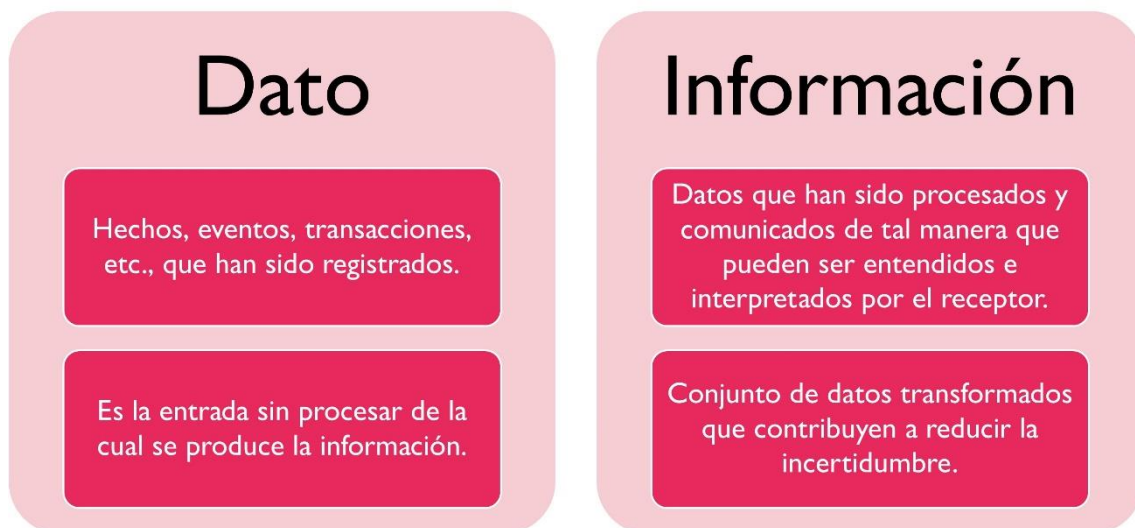 Dato
Hechos, eventos, transacciones,
etc., que han sido registrados.
Es la entrada sin procesar de la
cual se produce la información.
Información
Datos que han sido procesados y
comunicados de tal manera que
pueden ser entendidos e
interpretados por el receptor.
Conjunto de datos transformados
que contribuyen a reducir la
incertidumbre.